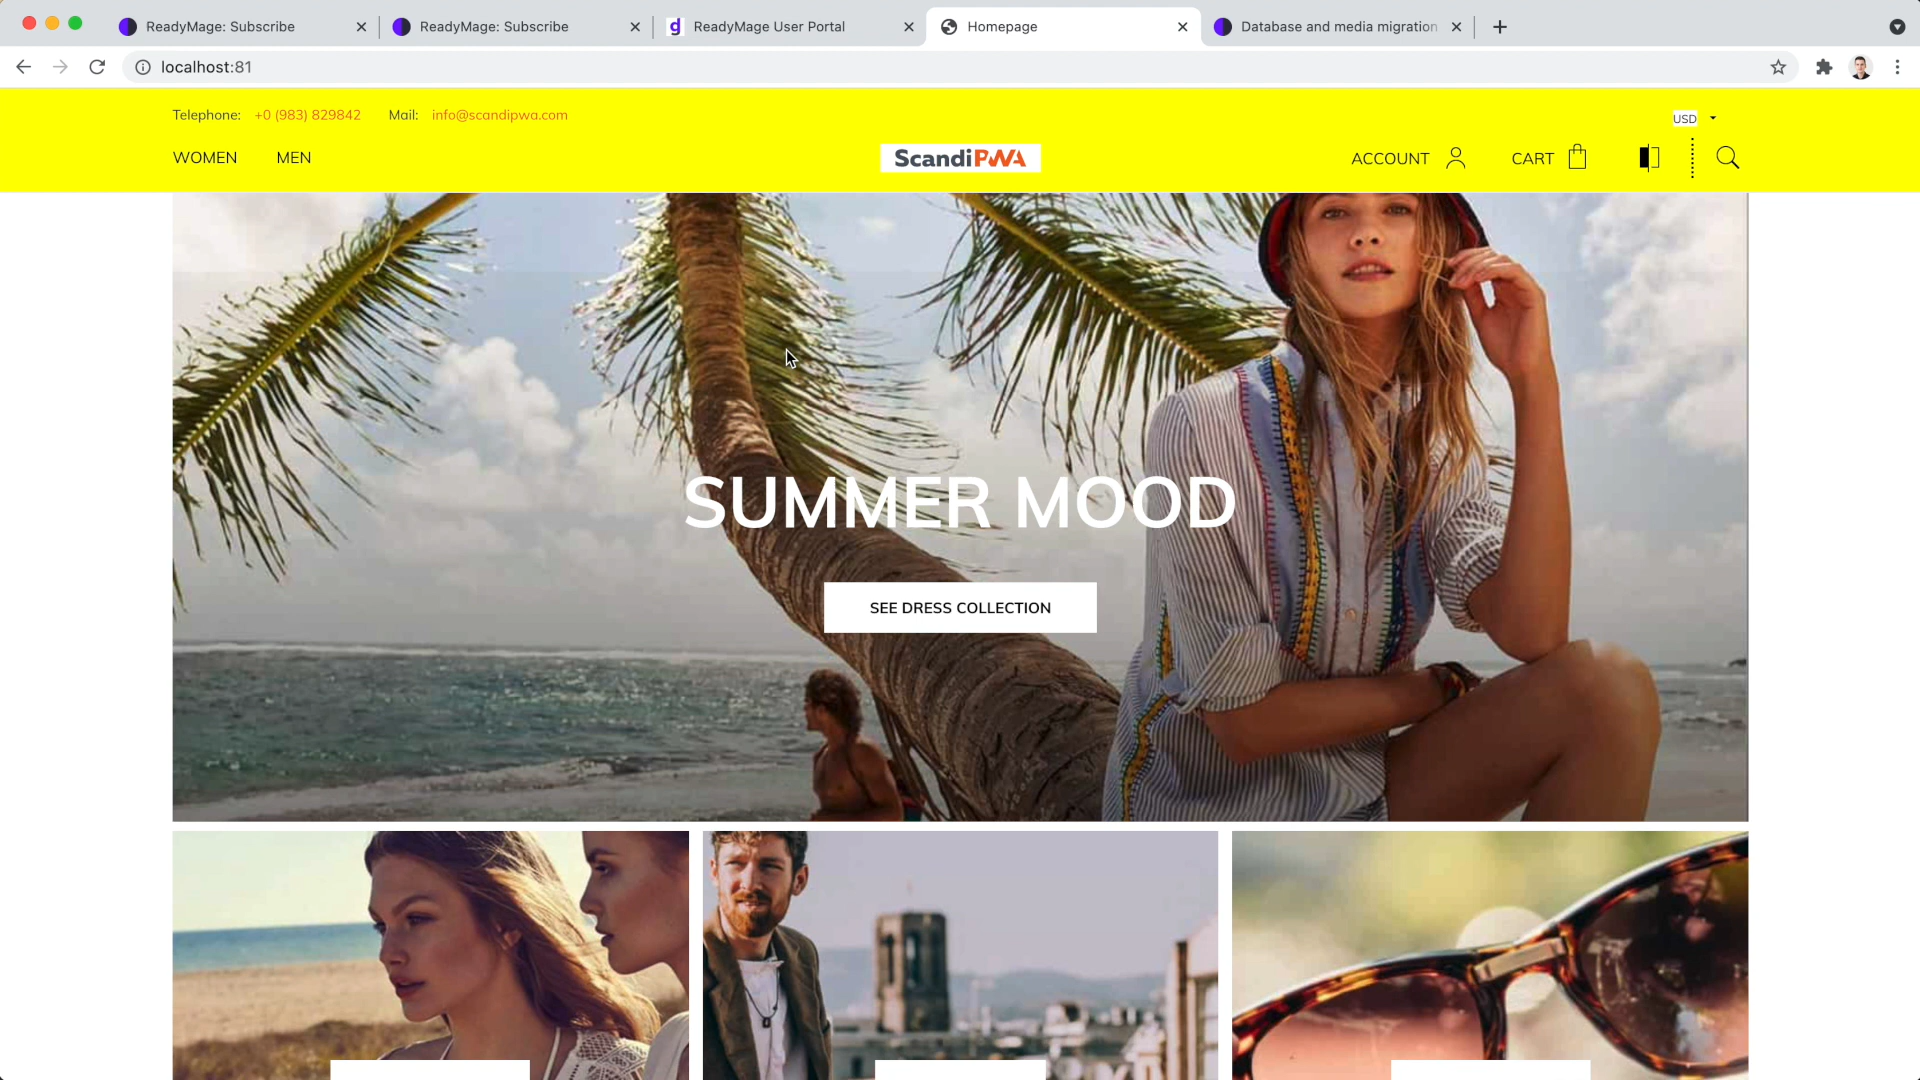 ReadyMage: Subscribe
ReadyMage: Subscribe
ReadyMage User Portal
Homepage
Database and media migration
localhost:81
Telephone: +0 (983) 829842 Mail: info@scandipwa.com
USD
WOMEN MEN
ScandiPWA
ACCOUNT CART
SUMMER MOOD
SEE DRESS COLLECTION